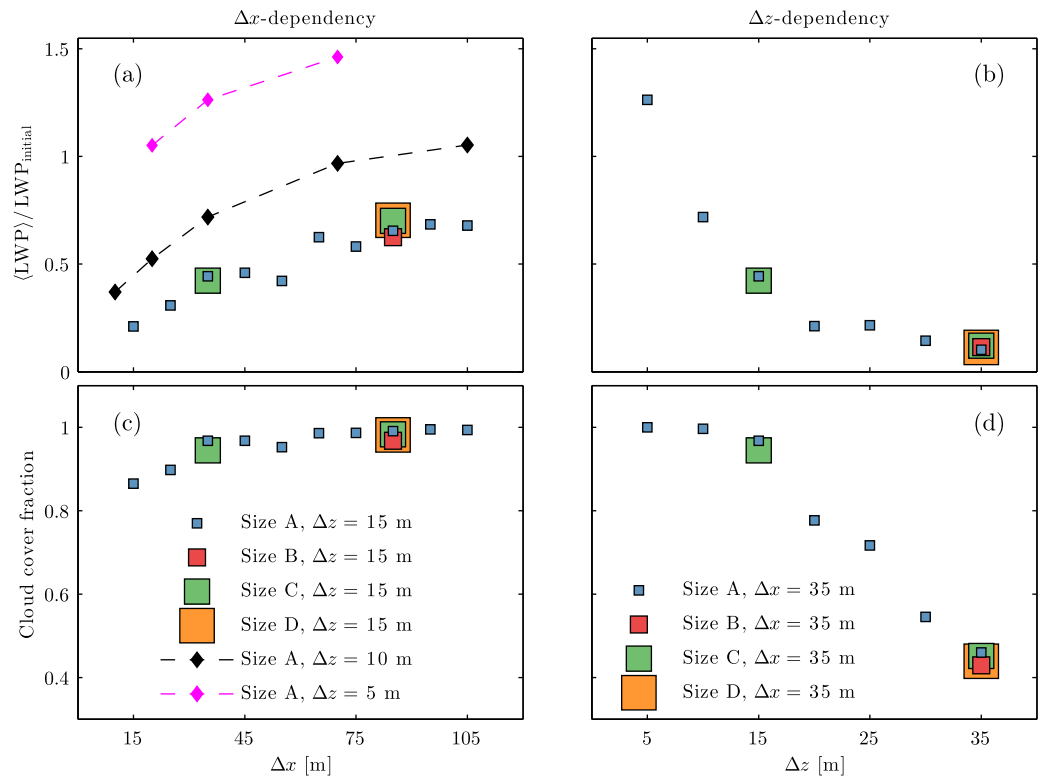 Δx-dependency
Δz-dependency
1.5
1
0.5
0
⟨LWP⟩/LWP_initial
(a)
(b)
1
0.8
0.6
0.4
Cloud cover fraction
(c)
(d)
Size A, Δz = 15 m
Size B, Δz = 15 m
Size C, Δz = 15 m
Size D, Δz = 15 m
Size A, Δz = 10 m
Size A, Δz = 5 m
Size A, Δx = 35 m
Size B, Δx = 35 m
Size C, Δx = 35 m
Size D, Δx = 35 m
15 45 75 105
5 15 25 35
Δx [m]
Δz [m]